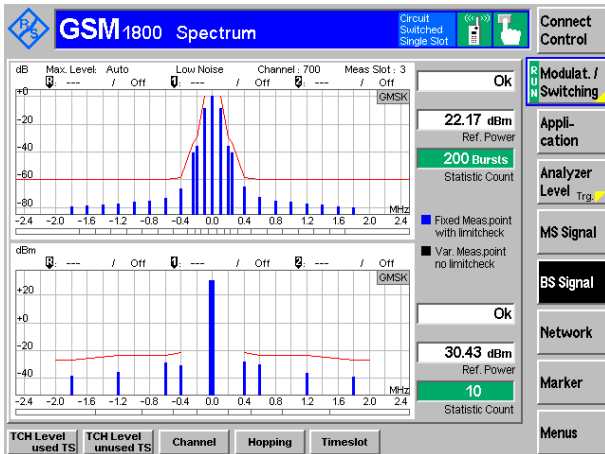 R S
GSM 1800 Spectrum
Circuit
Switched
Single Slot
Connect
Control
dB Max. Level: Auto Low Noise Channel : 700 Meas Slot : 3
--- / Off --- / Off --- / Off
GMSK
+0
-20
-40
-60
-80
MHz
-2.4 -2.0 -1.6 -1.2 -0.8 -0.4 0.0 0.4 0.8 1.2 1.6 2.0 2.4
Ok
22.17 dBm
Ref. Power
200 Bursts
Statistic Count
Fixed Meas.point
with limitcheck
Var. Meas.point
no limitcheck
dBm
--- / Off --- / Off --- / Off
GMSK
+20
+0
-20
-40
MHz
-2.4 -2.0 -1.6 -1.2 -0.8 -0.4 0.0 0.4 0.8 1.2 1.6 2.0 2.4
Ok
30.43 dBm
Ref. Power
10
Statistic Count
RUN
Modulat. /
Switching
Appli-
cation
Analyzer
Level Trg.
MS Signal
BS Signal
Network
Marker
Menus
TCH Level
used TS
TCH Level
unused TS
Channel
Hopping
Timeslot